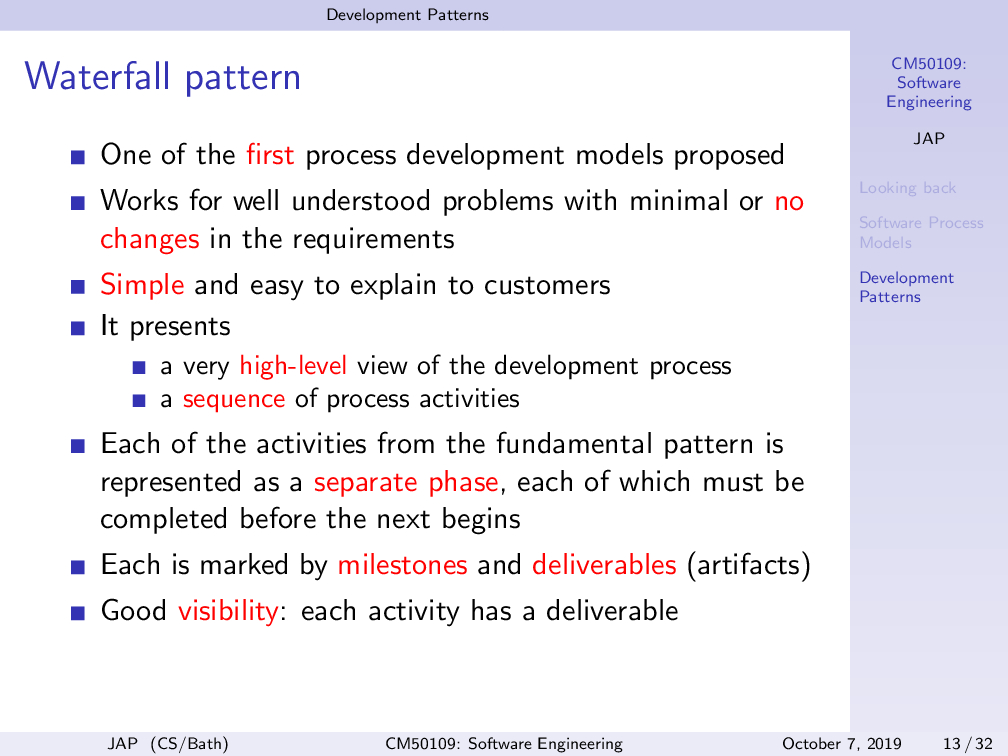 Development Patterns
Waterfall pattern
One of the first process development models proposed
Works for well understood problems with minimal or no
changes in the requirements
Simple and easy to explain to customers
It presents
a very high-level view of the development process
a sequence of process activities
Each of the activities from the fundamental pattern is
represented as a separate phase, each of which must be
completed before the next begins
Each is marked by milestones and deliverables (artifacts)
Good visibility: each activity has a deliverable
CM50109:
Software
Engineering
JAP
Looking back
Software Process
Models
Development
Patterns
JAP (CS/Bath)
CM50109: Software Engineering
October 7, 2019
13 / 32